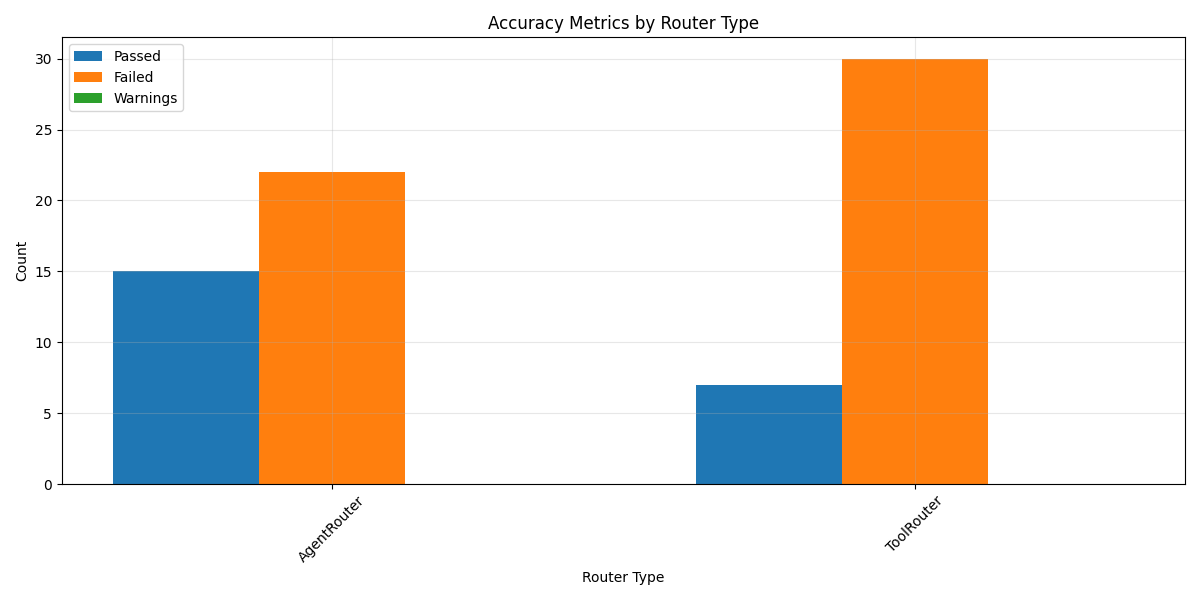 Accuracy Metrics by Router Type
Passed
Failed
Warnings
30
25
20
15
10
5
0
Count
AgentRouter
ToolRouter
Router Type